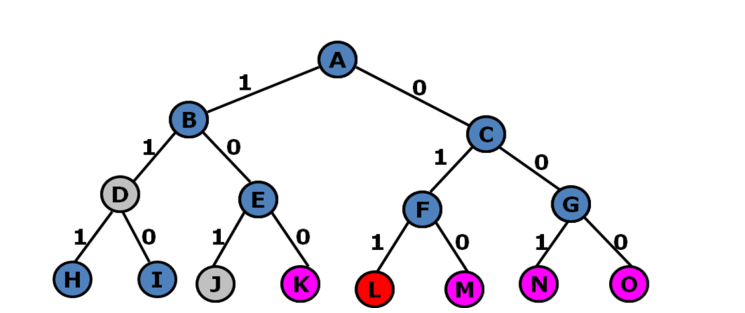 A
1 0
B C
1 0 1 0
D E F G
1 0 1 0 1 0 1 0
H I J K L M N O